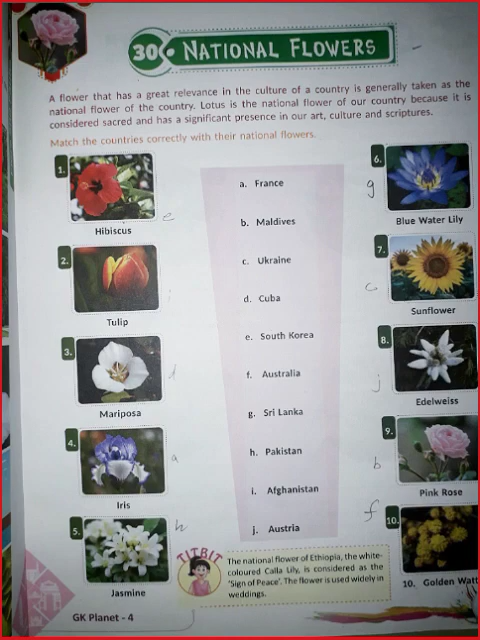 30 NATIONAL FLOWERS
A flower that has a great relevance in the culture of a country is generally taken as the
national flower of the country. Lotus is the national flower of our country because it is
considered sacred and has a significant presence in our art, culture and scriptures.
Match the countries correctly with their national flowers.
1.
e
Hibiscus
2.
i
Tulip
3.
d
Mariposa
4.
a
Iris
5.
h
Jasmine
a. France
b. Maldives
c. Ukraine
d. Cuba
e. South Korea
f. Australia
g. Sri Lanka
h. Pakistan
i. Afghanistan
j. Austria
6.
g
Blue Water Lily
7.
c
Sunflower
8.
j
Edelweiss
9.
b
Pink Rose
f
10.
10. Golden Watt
TITBIT
The national flower of Ethiopia, the white-
coloured Calla Lily, is considered as the
'Sign of Peace'. The flower is used widely in
weddings.
GK Planet - 4